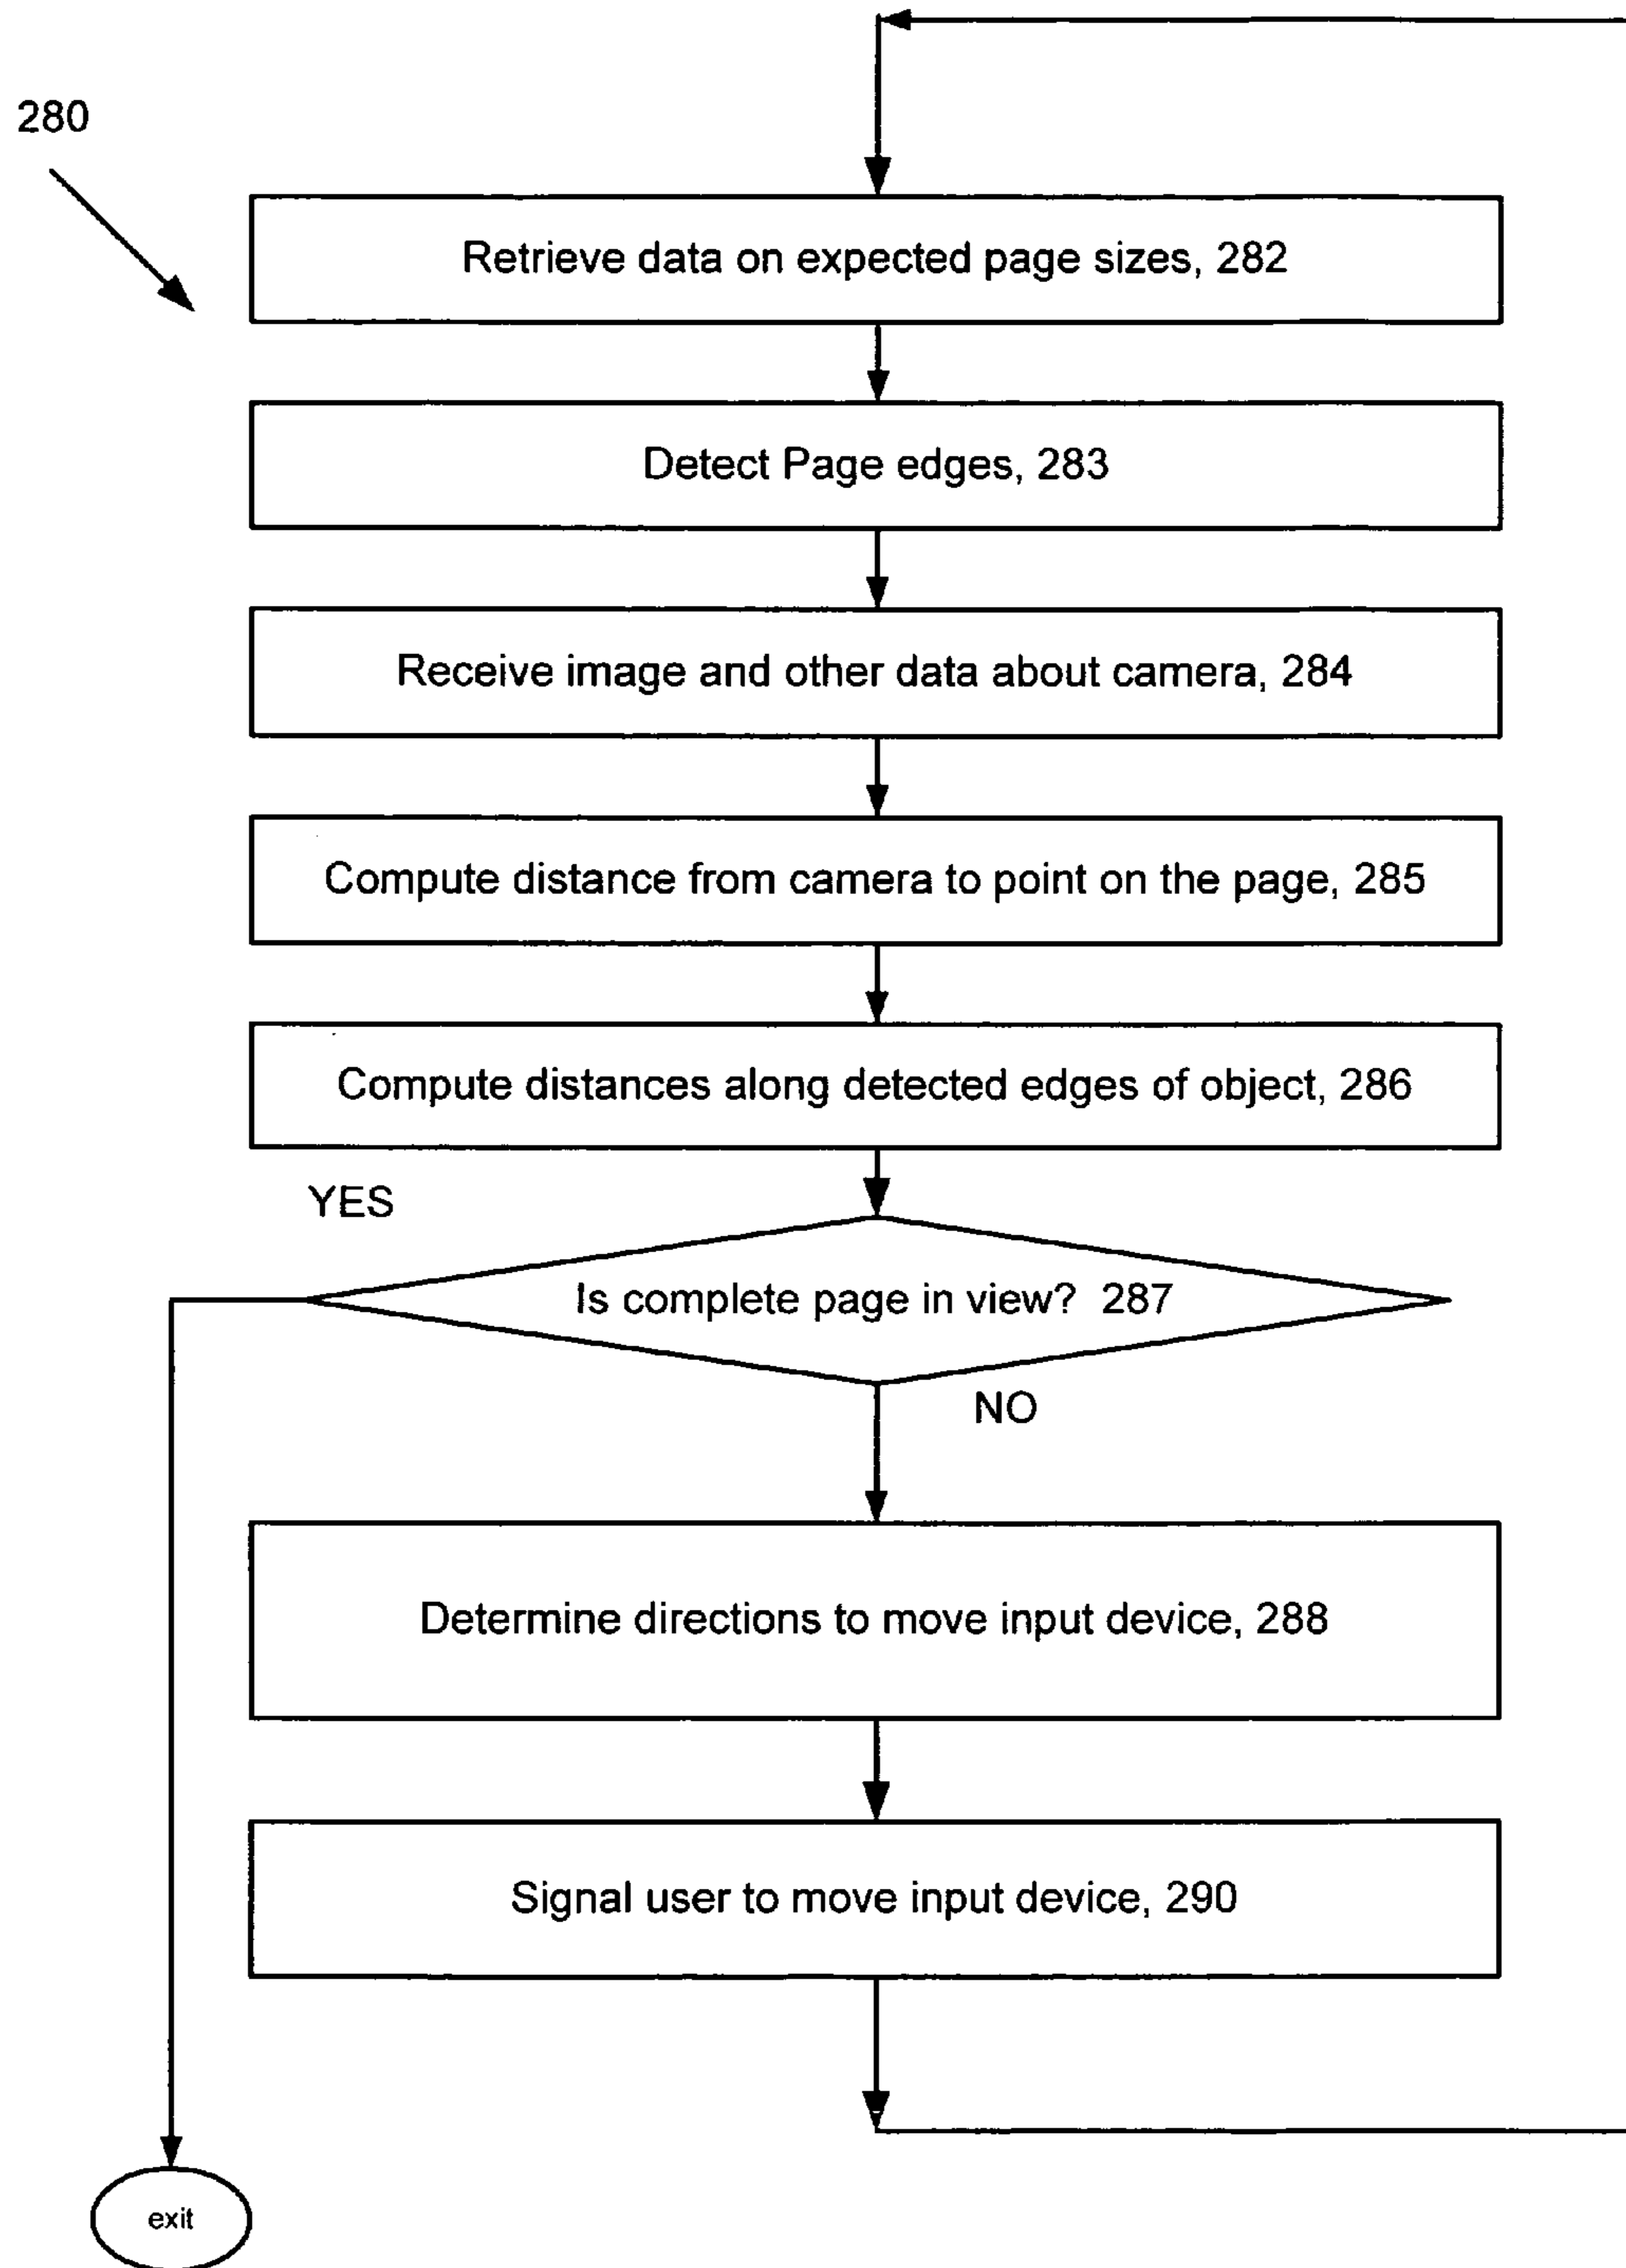 280
Retrieve data on expected page sizes, 282
Detect Page edges, 283
Receive image and other data about camera, 284
Compute distance from camera to point on the page, 285
Compute distances along detected edges of object, 286
YES
Is complete page in view? 287
NO
Determine directions to move input device, 288
Signal user to move input device, 290
exit